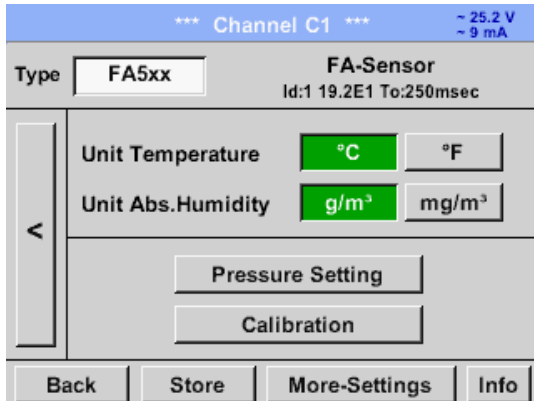 *** Channel C1 ***
~ 25.2 V
~ 9 mA
Type FA5xx
FA-Sensor
Id:1 19.2E1 To:250msec
Unit Temperature °C °F
Unit Abs.Humidity g/m³ mg/m³
<
Pressure Setting
Calibration
Back Store More-Settings Info